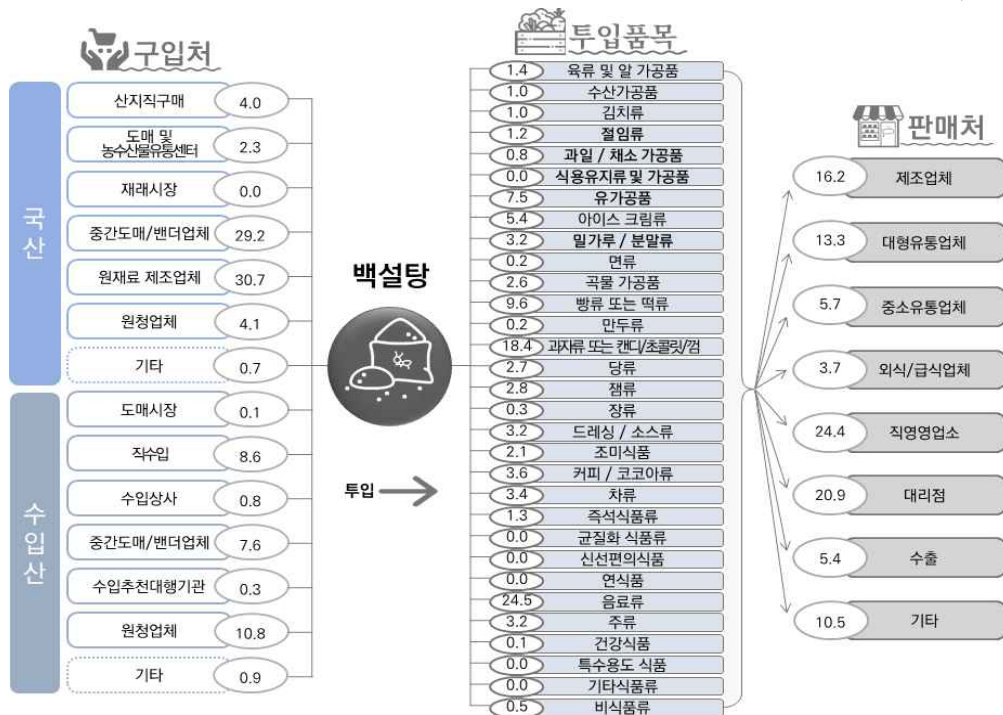 구입처
국산
산지직구매 4.0
도매 및
농수산물유통센터 2.3
재래시장 0.0
중간도매/밴더업체 29.2
원재료 제조업체 30.7
원청업체 4.1
기타 0.7
수입산
도매시장 0.1
직수입 8.6
수입상사 0.8
중간도매/밴더업체 7.6
수입추천대행기관 0.3
원청업체 10.8
기타 0.9
백설탕
투입
투입품목
1.4 육류 및 알 가공품
1.0 수산가공품
1.0 김치류
1.2 절임류
0.8 과일 / 채소 가공품
0.0 식용유지류 및 가공품
7.5 유가공품
5.4 아이스 크림류
3.2 밀가루 / 분말류
0.2 면류
2.6 곡물 가공품
9.6 빵류 또는 떡류
0.2 만두류
18.4 과자류 또는 캔디/초콜릿/껌
2.7 당류
2.8 잼류
0.3 장류
3.2 드레싱 / 소스류
2.1 조미식품
3.6 커피 / 코코아류
3.4 차류
1.3 즉석식품류
0.0 균질화 식품류
0.0 신선편의식품
0.0 연식품
24.5 음료류
3.2 주류
0.1 건강식품
0.0 특수용도 식품
0.0 기타식품류
0.5 비식품류
판매처
16.2 제조업체
13.3 대형유통업체
5.7 중소유통업체
3.7 외식/급식업체
24.4 직영영업소
20.9 대리점
5.4 수출
10.5 기타